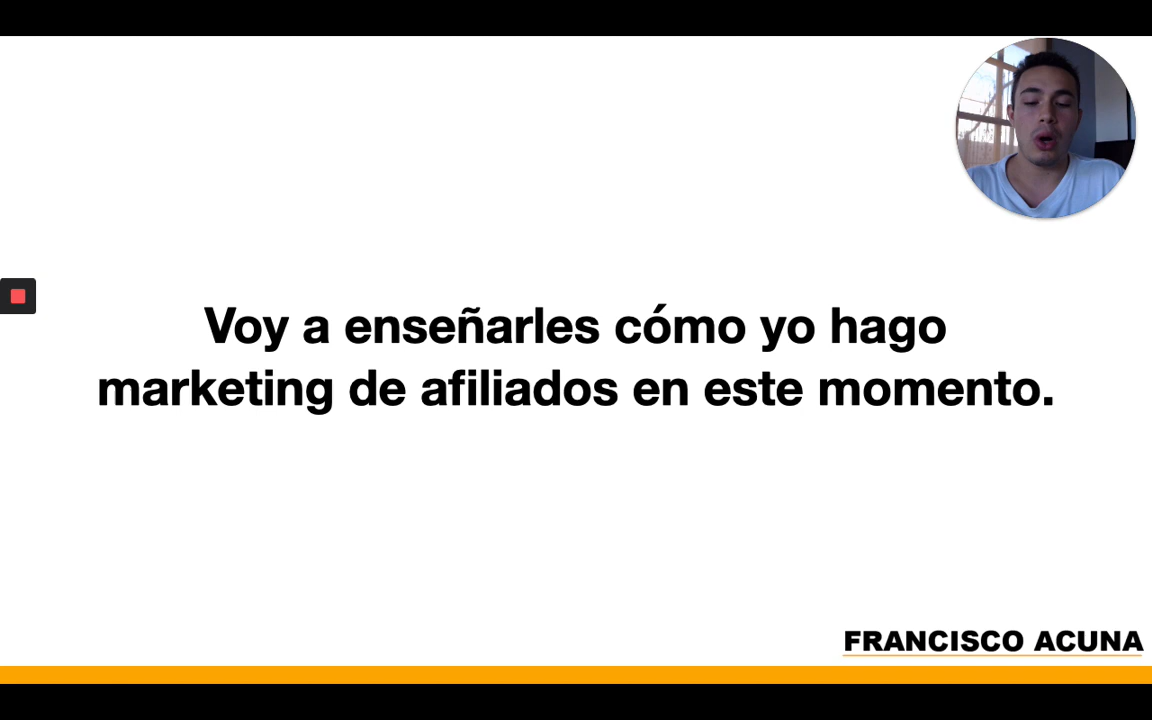 Voy a enseñarles cómo yo hago
marketing de afiliados en este momento.
FRANCISCO ACUNA